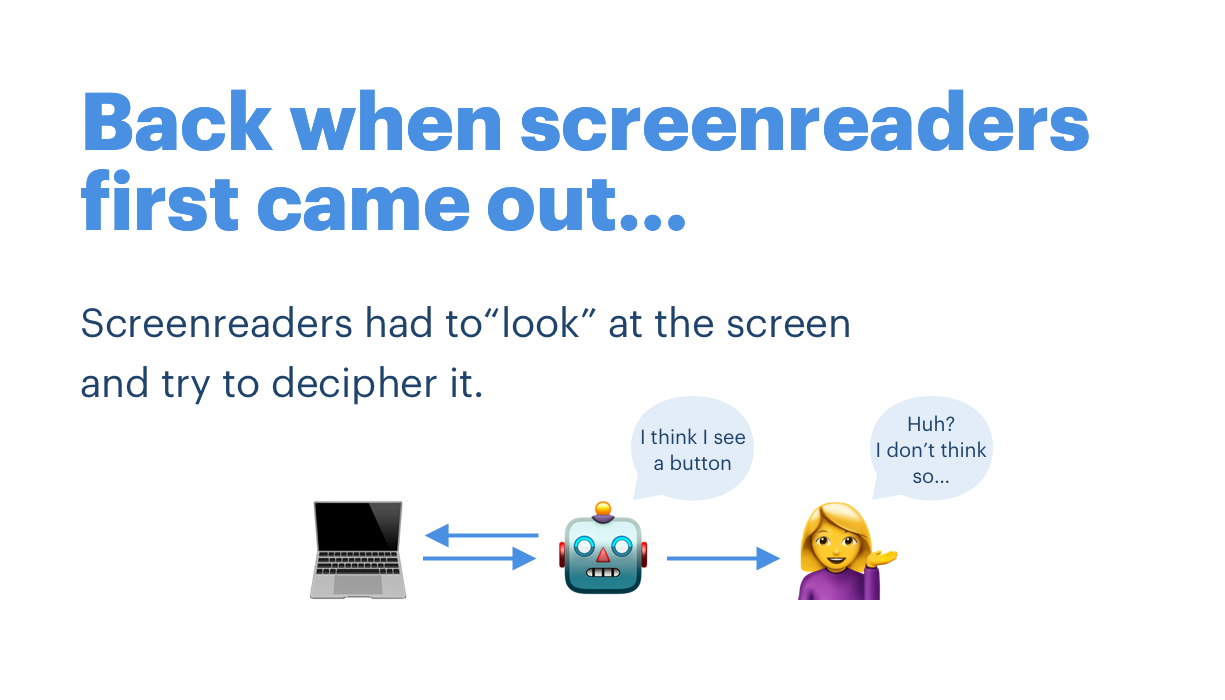 Back when screenreaders
first came out...
Screenreaders had to“look” at the screen
and try to decipher it.
I think I see
a button
Huh?
I don’t think
so...